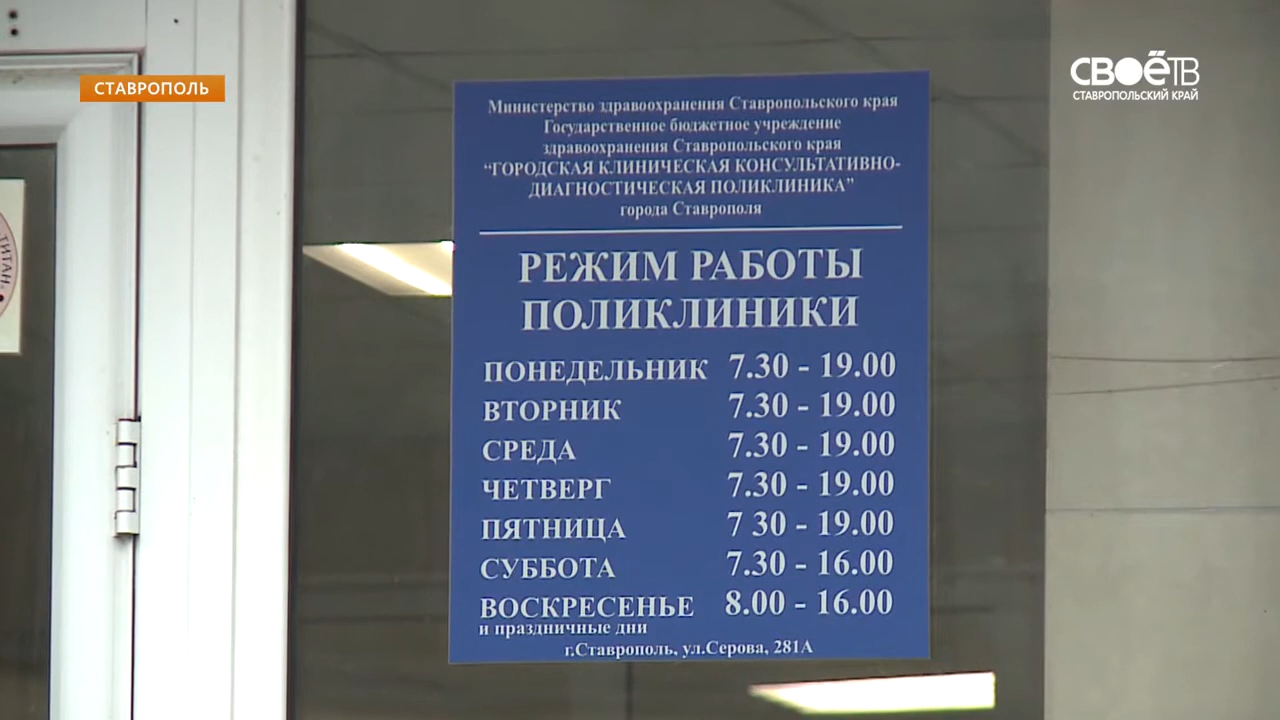 СТАВРОПОЛЬ
СВОЁТВ
СТАВРОПОЛЬСКИЙ КРАЙ
ТИТАН
Министерство здравоохранения Ставропольского края
Государственное бюджетное учреждение
здравоохранения Ставропольского края
“ГОРОДСКАЯ КЛИНИЧЕСКАЯ КОНСУЛЬТАТИВНО-
ДИАГНОСТИЧЕСКАЯ ПОЛИКЛИНИКА”
города Ставрополя
РЕЖИМ РАБОТЫ
ПОЛИКЛИНИКИ
ПОНЕДЕЛЬНИК 7.30 - 19.00
ВТОРНИК 7.30 - 19.00
СРЕДА 7.30 - 19.00
ЧЕТВЕРГ 7.30 - 19.00
ПЯТНИЦА 7 30 - 19.00
СУББОТА 7.30 - 16.00
ВОСКРЕСЕНЬЕ 8.00 - 16.00
и праздничные дни
г.Ставрополь, ул.Серова, 281А